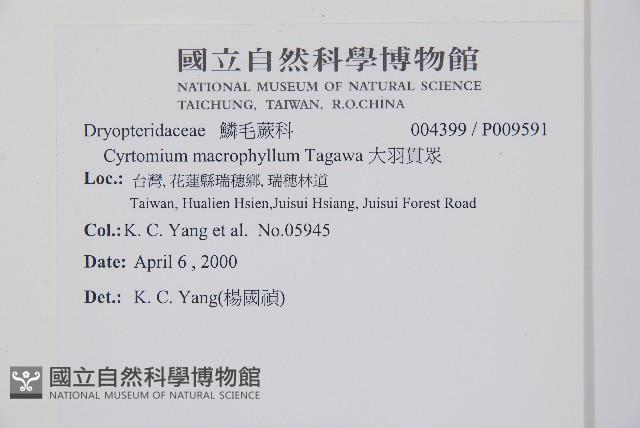 國立自然科學博物館
NATIONAL MUSEUM OF NATURAL SCIENCE
TAICHUNG, TAIWAN, R.O.CHINA
Dryopteridaceae 鱗毛蕨科 004399 / P009591
Cyrtomium macrophyllum Tagawa 大羽貫眾
Loc.: 台灣, 花蓮縣瑞穗鄉, 瑞穗林道
Taiwan, Hualien Hsien,Juisui Hsiang, Juisui Forest Road
Col.: K. C. Yang et al. No.05945
Date: April 6 , 2000
Det.: K. C. Yang(楊國禎)
國立自然科學博物館
NATIONAL MUSEUM OF NATURAL SCIENCE